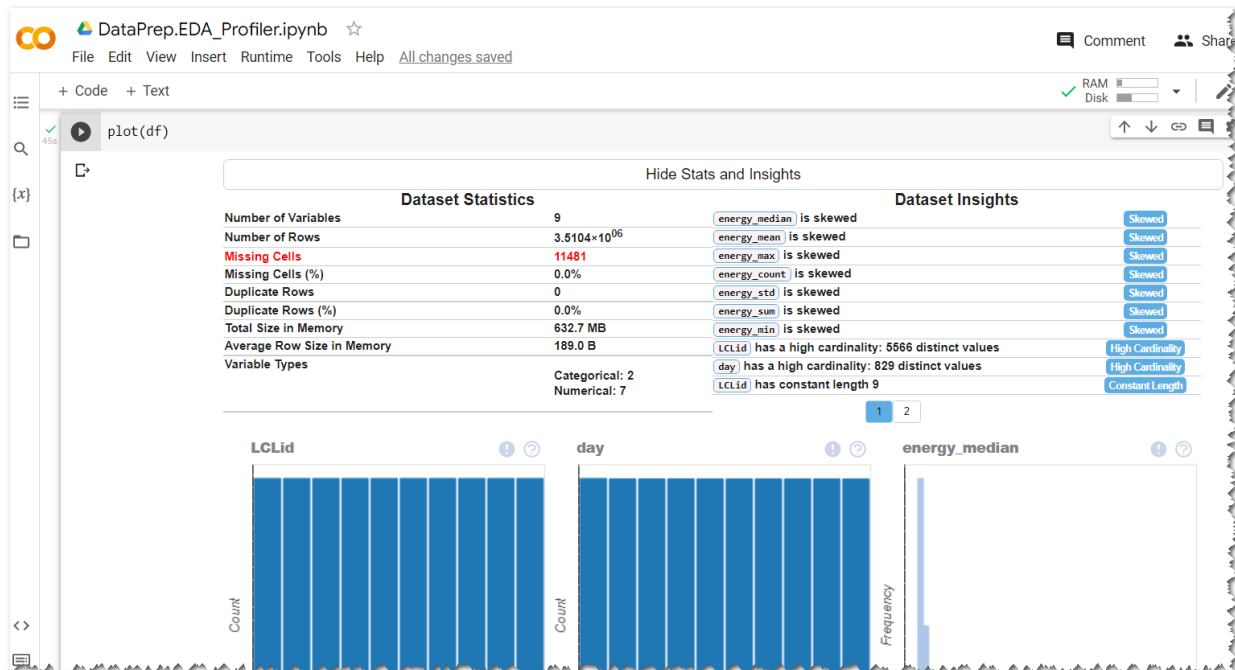 DataPrep.EDA_Profiler.ipynb
File Edit View Insert Runtime Tools Help All changes saved
Comment Share
+ Code + Text
RAM
Disk
45s
plot(df)
{x}
Hide Stats and Insights
Dataset Statistics
Number of Variables 9
Number of Rows 3.5104×10⁰⁶
Missing Cells 11481
Missing Cells (%) 0.0%
Duplicate Rows 0
Duplicate Rows (%) 0.0%
Total Size in Memory 632.7 MB
Average Row Size in Memory 189.0 B
Variable Types
Categorical: 2
Numerical: 7
Dataset Insights
energy_median is skewed Skewed
energy_mean is skewed Skewed
energy_max is skewed Skewed
energy_count is skewed Skewed
energy_std is skewed Skewed
energy_sum is skewed Skewed
energy_min is skewed Skewed
LCLid has a high cardinality: 5566 distinct values High Cardinality
day has a high cardinality: 829 distinct values High Cardinality
LCLid has constant length 9 Constant Length
1 2
LCLid
Count
day
Count
energy_median
Frequency